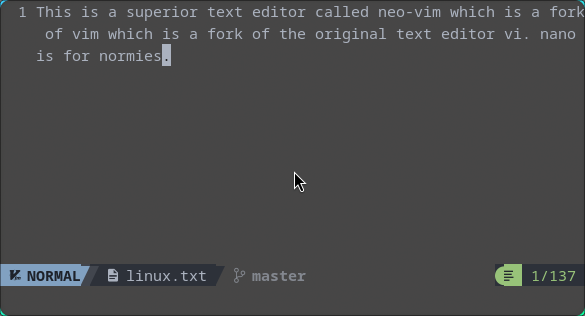 1 This is a superior text editor called neo-vim which is a fork
of vim which is a fork of the original text editor vi. nano
is for normies.
NORMAL linux.txt master 1/137